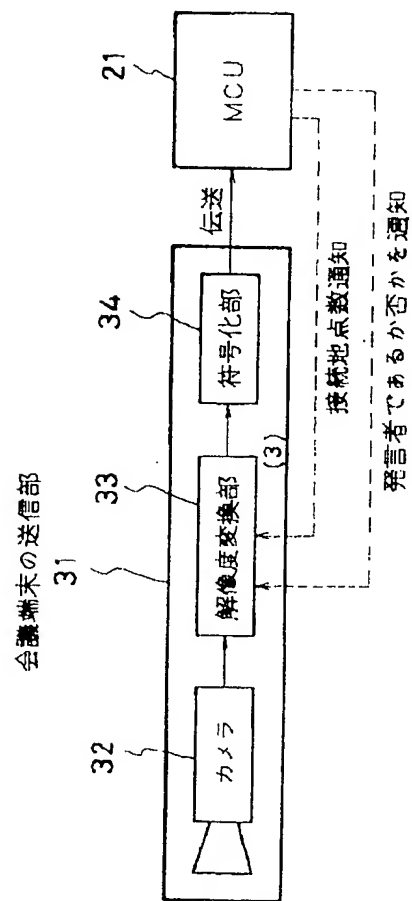 会議端末の送信部
31
32
カメラ
33
解像度変換部
(3)
34
符号化部
伝送
21
MCU
接続地点数通知
発言者であるか否かを通知